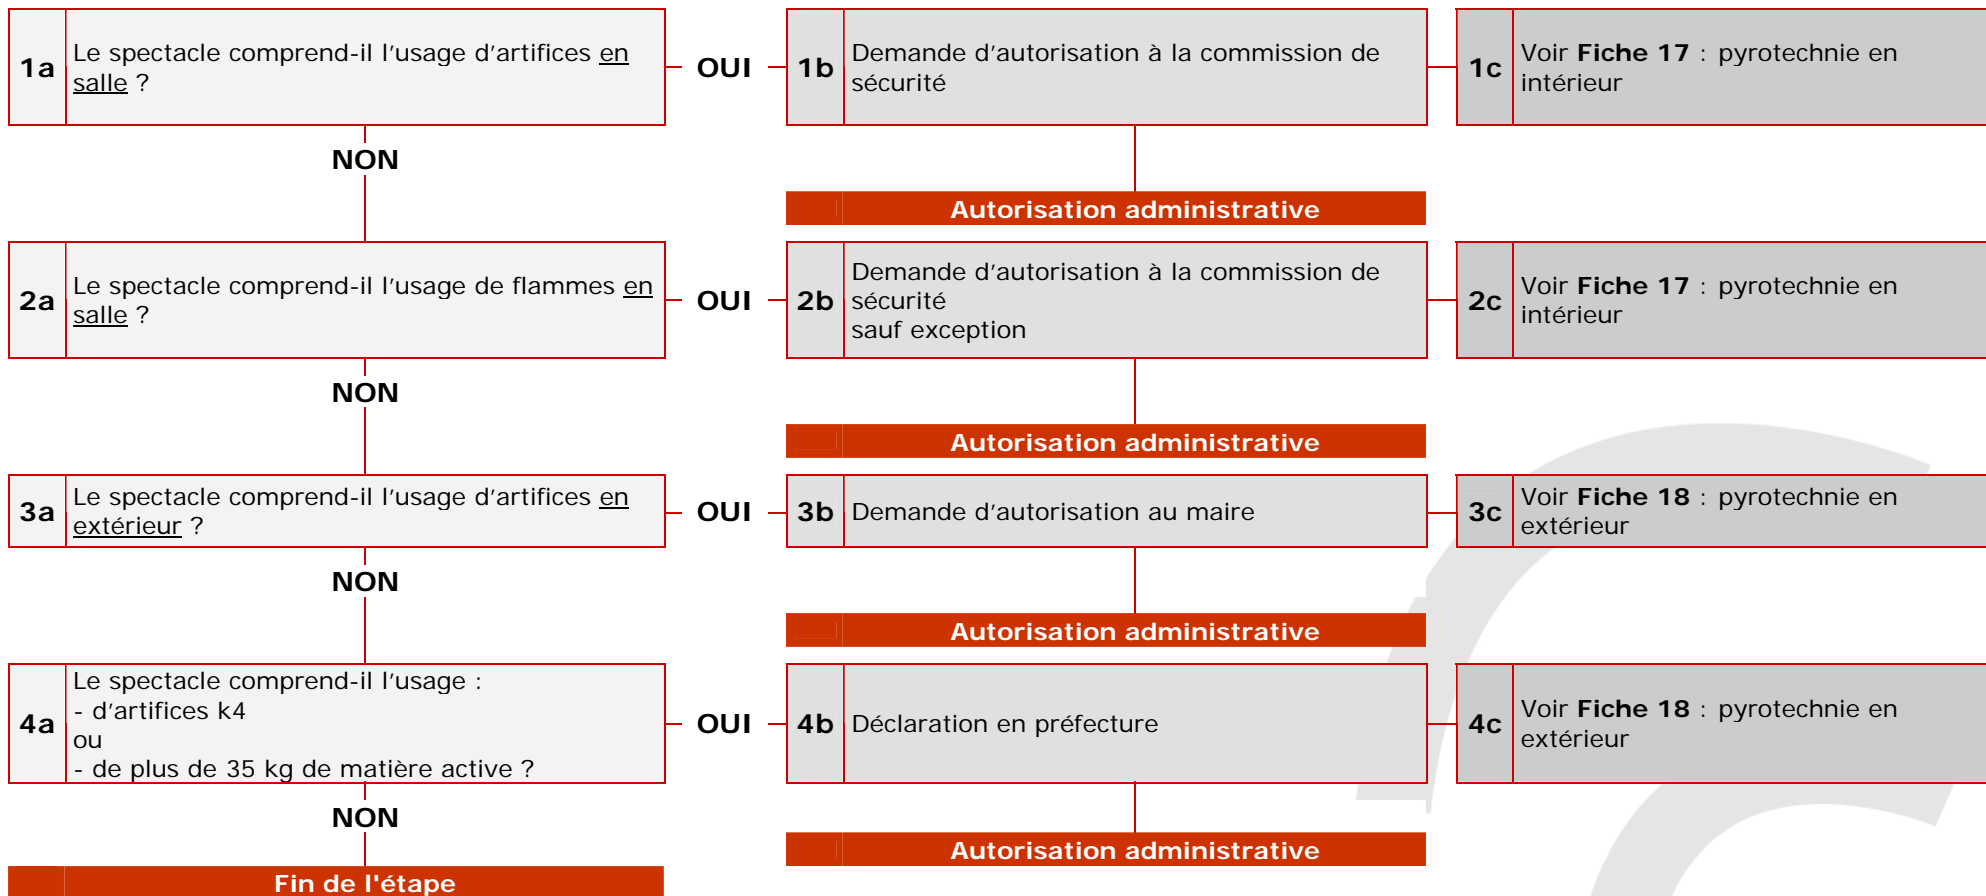 1a
Le spectacle comprend-il l'usage d'artifices en
salle ?
OUI
1b
Demande d'autorisation à la commission de
sécurité
1c
Voir Fiche 17 : pyrotechnie en
intérieur
NON
Autorisation administrative
2a
Le spectacle comprend-il l'usage de flammes en
salle ?
OUI
2b
Demande d'autorisation à la commission de
sécurité
sauf exception
2c
Voir Fiche 17 : pyrotechnie en
intérieur
NON
Autorisation administrative
3a
Le spectacle comprend-il l'usage d'artifices en
extérieur ?
OUI
3b
Demande d'autorisation au maire
3c
Voir Fiche 18 : pyrotechnie en
extérieur
NON
Autorisation administrative
4a
Le spectacle comprend-il l'usage :
- d'artifices k4
ou
- de plus de 35 kg de matière active ?
OUI
4b
Déclaration en préfecture
4c
Voir Fiche 18 : pyrotechnie en
extérieur
NON
Autorisation administrative
Fin de l'étape